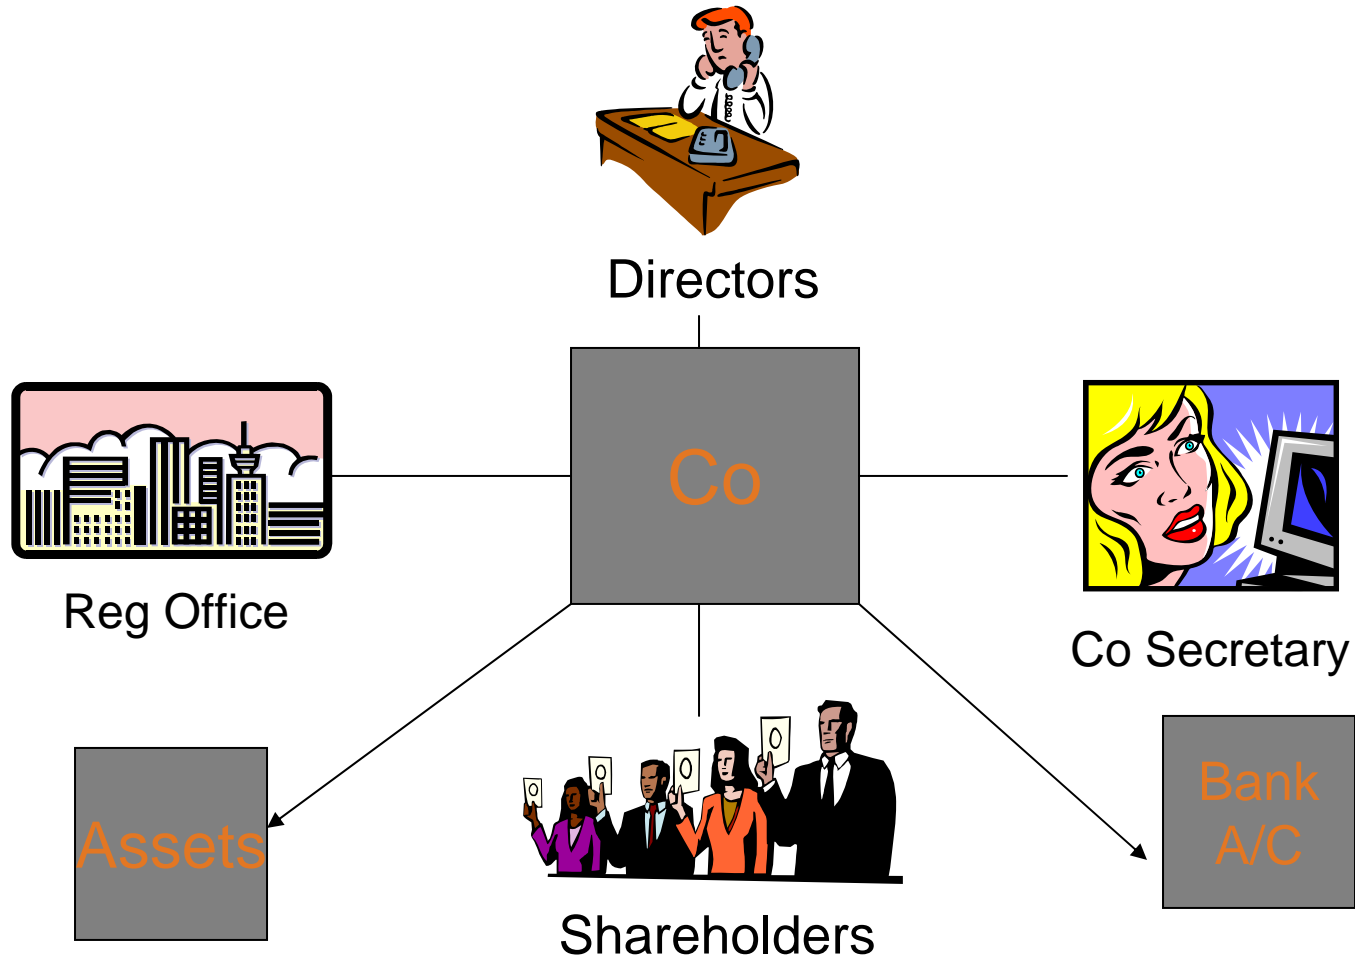 Directors
Co
Reg Office
Co Secretary
Assets
Bank
A/C
Shareholders